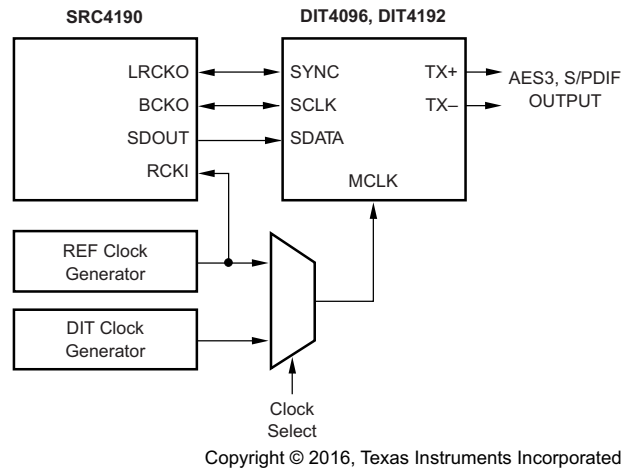 SRC4190
DIT4096, DIT4192
LRCKO
BCKO
SDOUT
RCKI
SYNC
SCLK
SDATA
TX+
TX–
MCLK
AES3, S/PDIF
OUTPUT
REF Clock
Generator
DIT Clock
Generator
Clock
Select
Copyright © 2016, Texas Instruments Incorporated